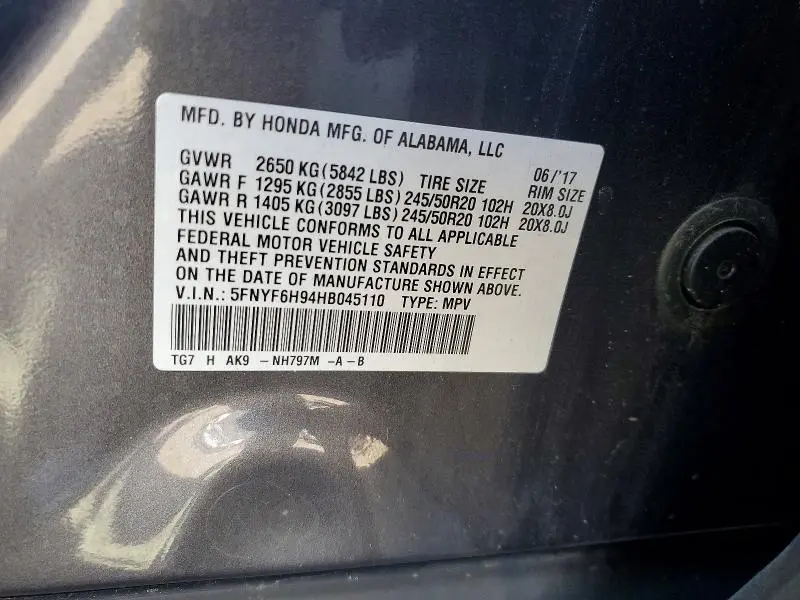 MFD. BY HONDA MFG. OF ALABAMA, LLC
GVWR 2650 KG(5842 LBS) TIRE SIZE 06/'17 RIM SIZE
GAWR F 1295 KG(2855 LBS) 245/50R20 102H 20X8.0J
GAWR R 1405 KG(3097 LBS) 245/50R20 102H 20X8.0J
THIS VEHICLE CONFORMS TO ALL APPLICABLE
FEDERAL MOTOR VEHICLE SAFETY
AND THEFT PREVENTION STANDARDS IN EFFECT
ON THE DATE OF MANUFACTURE SHOWN ABOVE.
V.I.N.: 5FNYF6H94HB045110 TYPE: MPV
TG7 H AK9 - NH797M - A - B